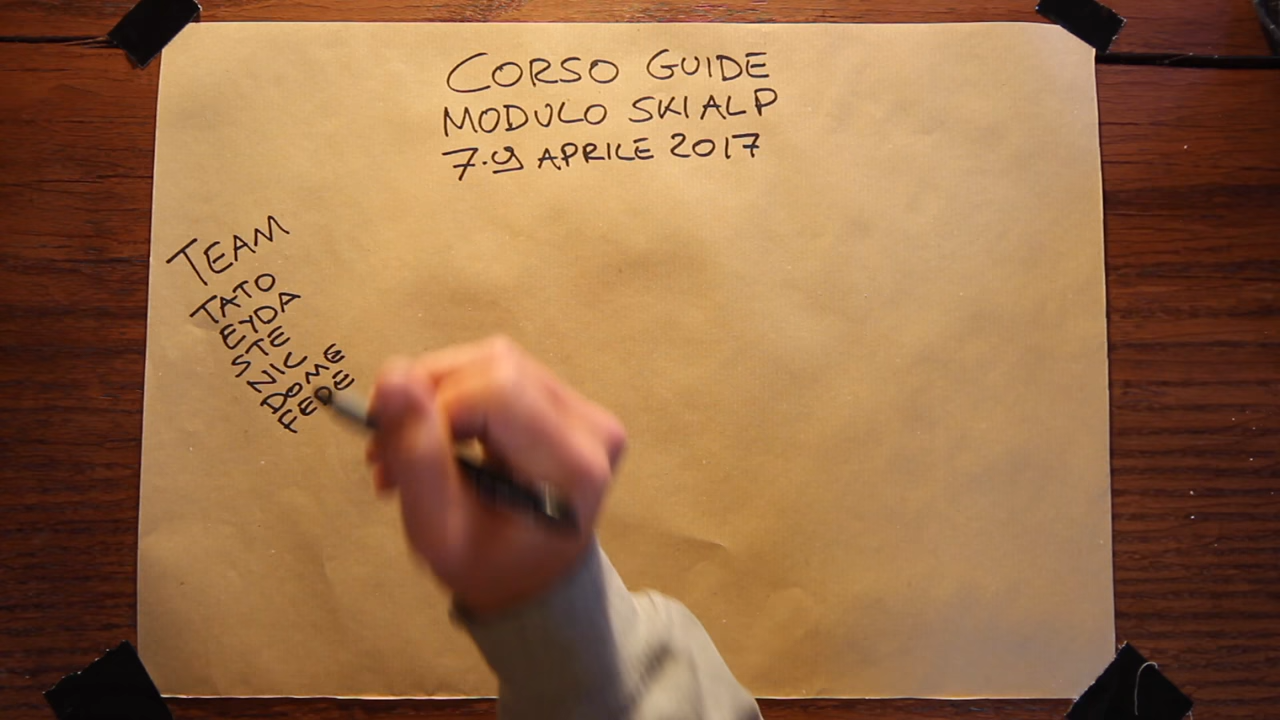 CORSO GUIDE
MODULO SKIALP
7-9 APRILE 2017
TEAM
TATO
EYDA
STE
NIC
DOME
FEDE